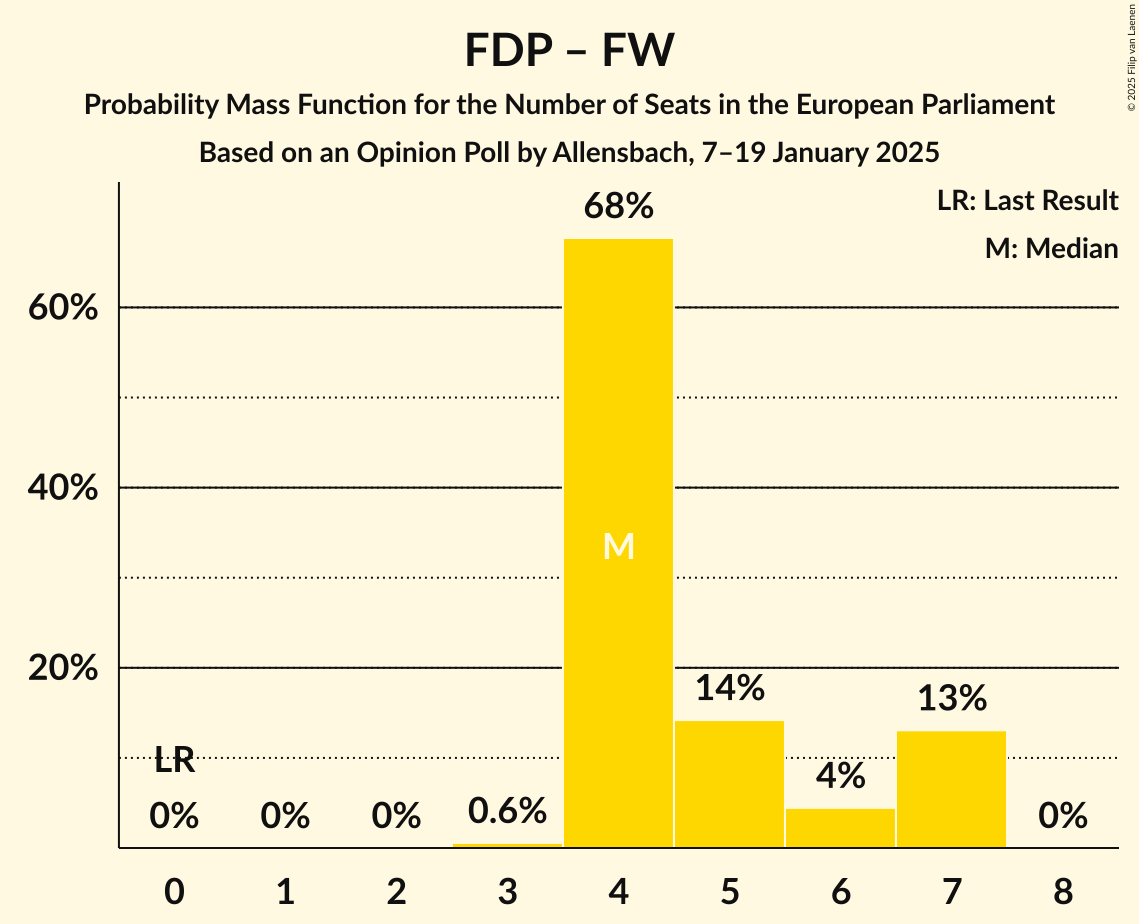 FDP – FW
Probability Mass Function for the Number of Seats in the European Parliament
Based on an Opinion Poll by Allensbach, 7–19 January 2025
© 2025 Filip van Laenen
LR: Last Result
M: Median
68%
60%
40%
M
20%
14%
13%
LR
4%
0%
0%
0%
0.6%
0%
0 1 2 3 4 5 6 7 8